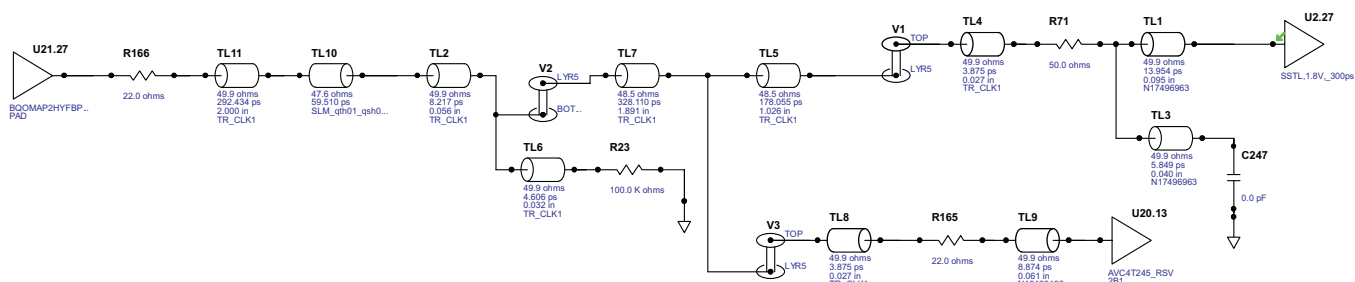 U21.27
BQOMAP2HYFBP...
PAD
R166
22.0 ohms
TL11
49.9 ohms
292.434 ps
2.000 in
TR_CLK1
TL10
47.6 ohms
59.510 ps
SLM_qth01_qsh0...
TL2
49.9 ohms
8.217 ps
0.056 in
TR_CLK1
V2
LYR5
BOT...
TL7
48.5 ohms
328.110 ps
1.891 in
TR_CLK1
TL5
48.5 ohms
178.055 ps
1.026 in
TR_CLK1
V1
TOP
LYR5
TL4
49.9 ohms
3.875 ps
0.027 in
TR_CLK1
R71
50.0 ohms
TL1
49.9 ohms
13.954 ps
0.095 in
N17496963
U2.27
SSTL,1.8V,_300ps
TL3
49.9 ohms
5.849 ps
0.040 in
N17496963
C247
0.0 pF
TL6
49.9 ohms
4.606 ps
0.032 in
TR_CLK1
R23
100.0 K ohms
V3
TOP
LYR5
TL8
49.9 ohms
3.875 ps
0.027 in
R165
22.0 ohms
TL9
49.9 ohms
8.874 ps
0.061 in
U20.13
AVC4T245_RSV